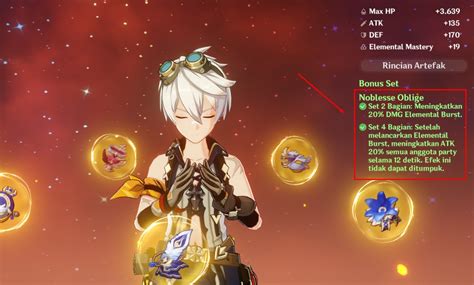 Max HP +3.639
ATK +135
DEF +170
Elemental Mastery +19
Rincian Artefak
Bonus Set
Noblesse Oblige
Set 2 Bagian: Meningkatkan
20% DMG Elemental Burst.
Set 4 Bagian: Setelah
melancarkan Elemental
Burst, meningkatkan ATK
20% semua anggota party
selama 12 detik. Efek ini
tidak dapat ditumpuk.